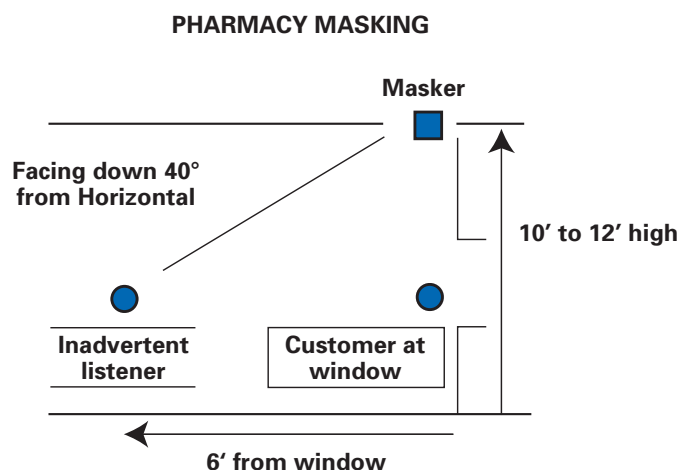 PHARMACY MASKING
Masker
Facing down 40°
from Horizontal
10′ to 12′ high
Inadvertent
listener
Customer at
window
6′ from window